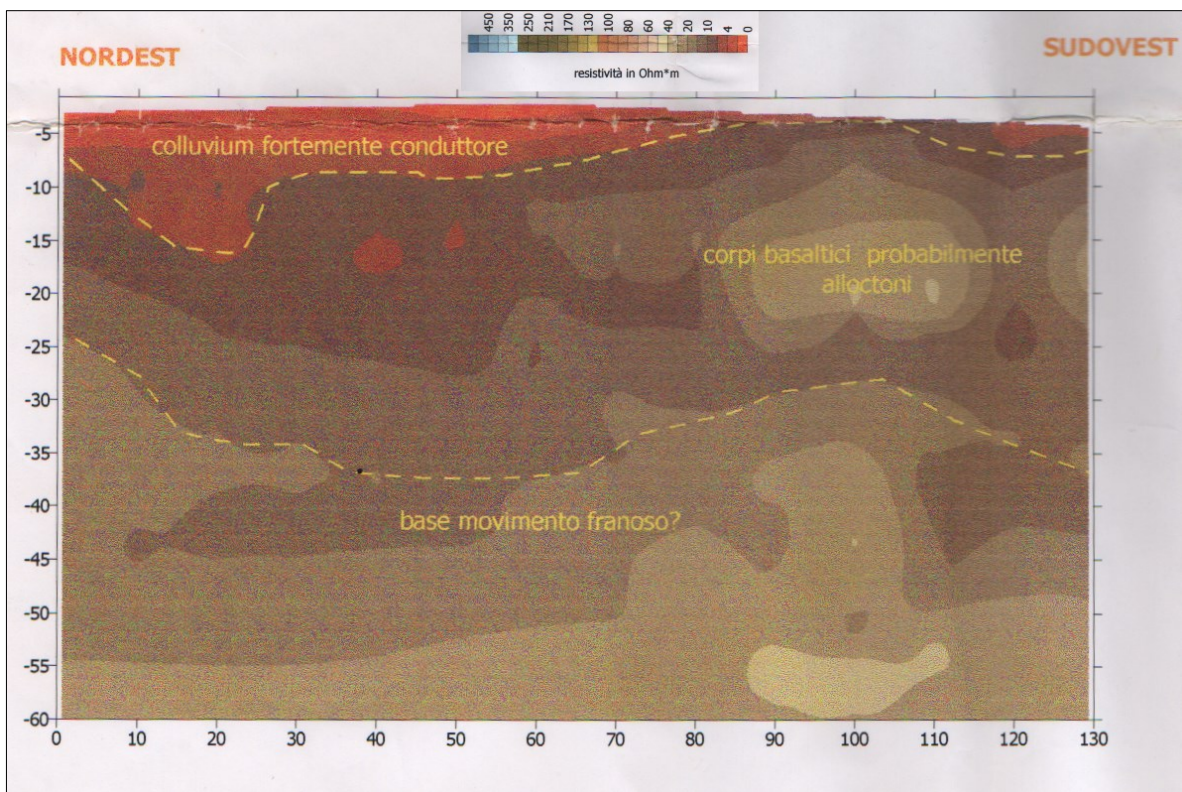 450 350 250 210 170 130 100 80 60 40 20 10 4 0
resistività in Ohm*m
NORDEST
SUDOVEST
colluvium fortemente conduttore
corpi basaltici probabilmente
alloctoni
base movimento franoso?
-5
-10
-15
-20
-25
-30
-35
-40
-45
-50
-55
-60
0 10 20 30 40 50 60 70 80 90 100 110 120 130